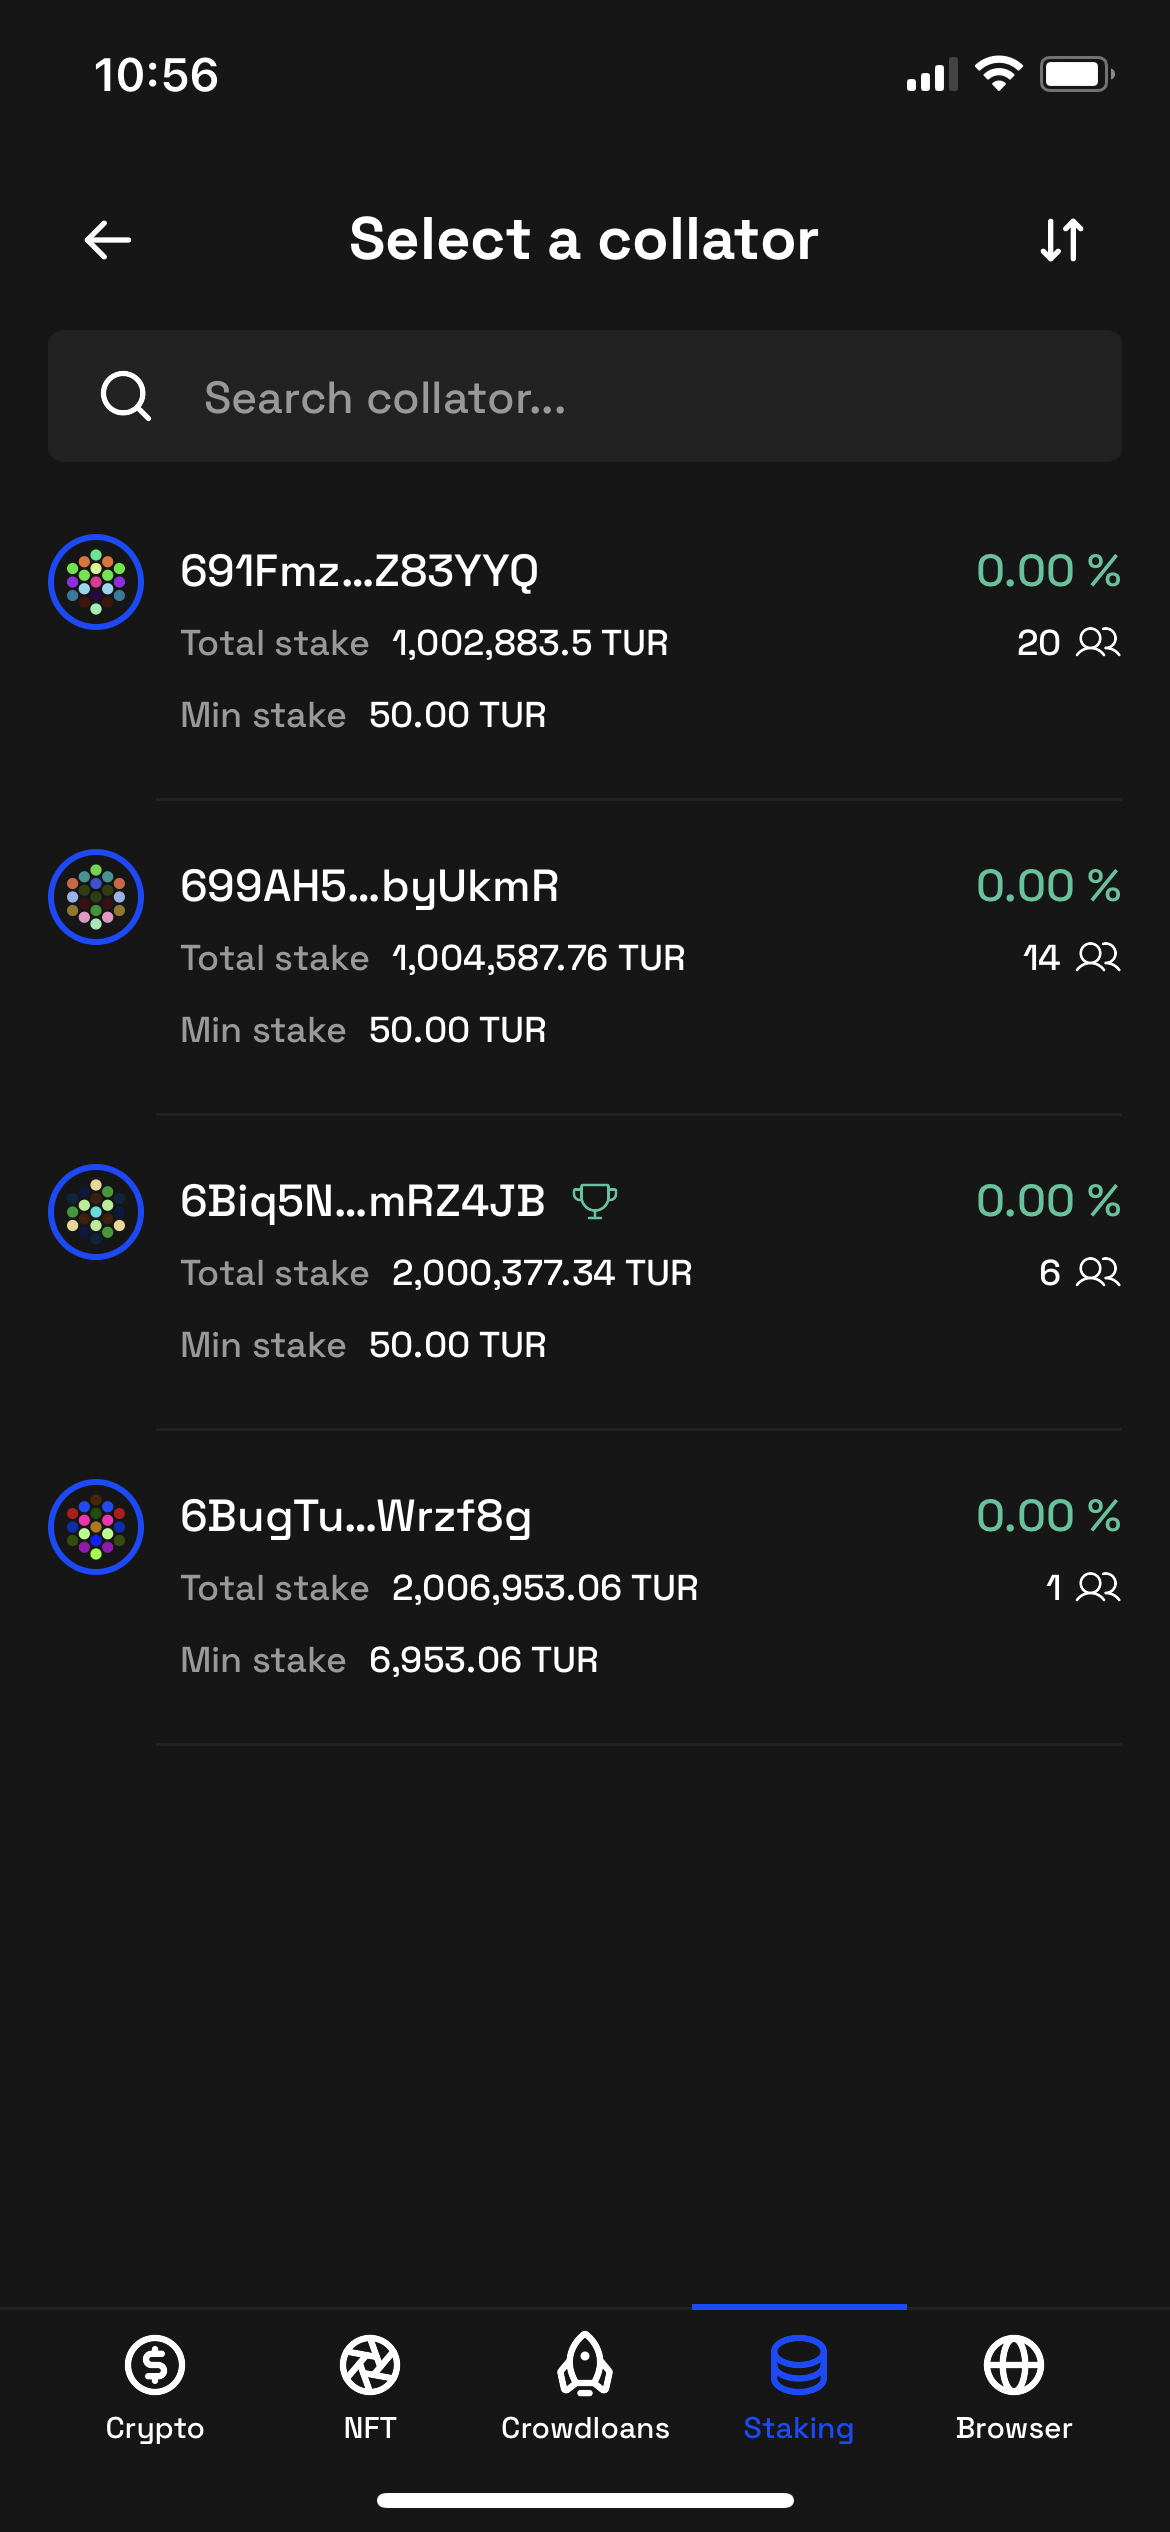 10:56
Select a collator
Search collator...
691Fmz...Z83YYQ 0.00 %
Total stake 1,002,883.5 TUR 20
Min stake 50.00 TUR
699AH5...byUkmR 0.00 %
Total stake 1,004,587.76 TUR 14
Min stake 50.00 TUR
6Biq5N...mRZ4JB 0.00 %
Total stake 2,000,377.34 TUR 6
Min stake 50.00 TUR
6BugTu...Wrzf8g 0.00 %
Total stake 2,006,953.06 TUR 1
Min stake 6,953.06 TUR
Crypto NFT Crowdloans Staking Browser